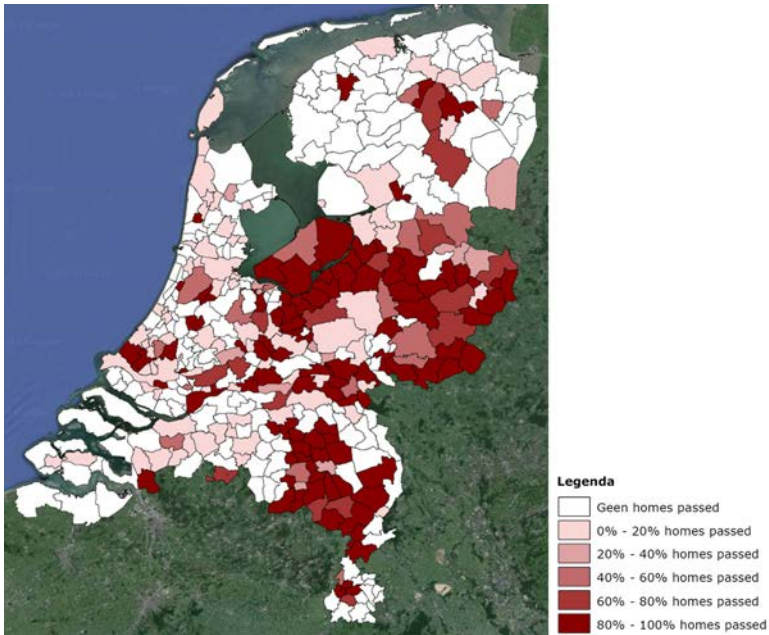 Legenda
Geen homes passed
0% - 20% homes passed
20% - 40% homes passed
40% - 60% homes passed
60% - 80% homes passed
80% - 100% homes passed